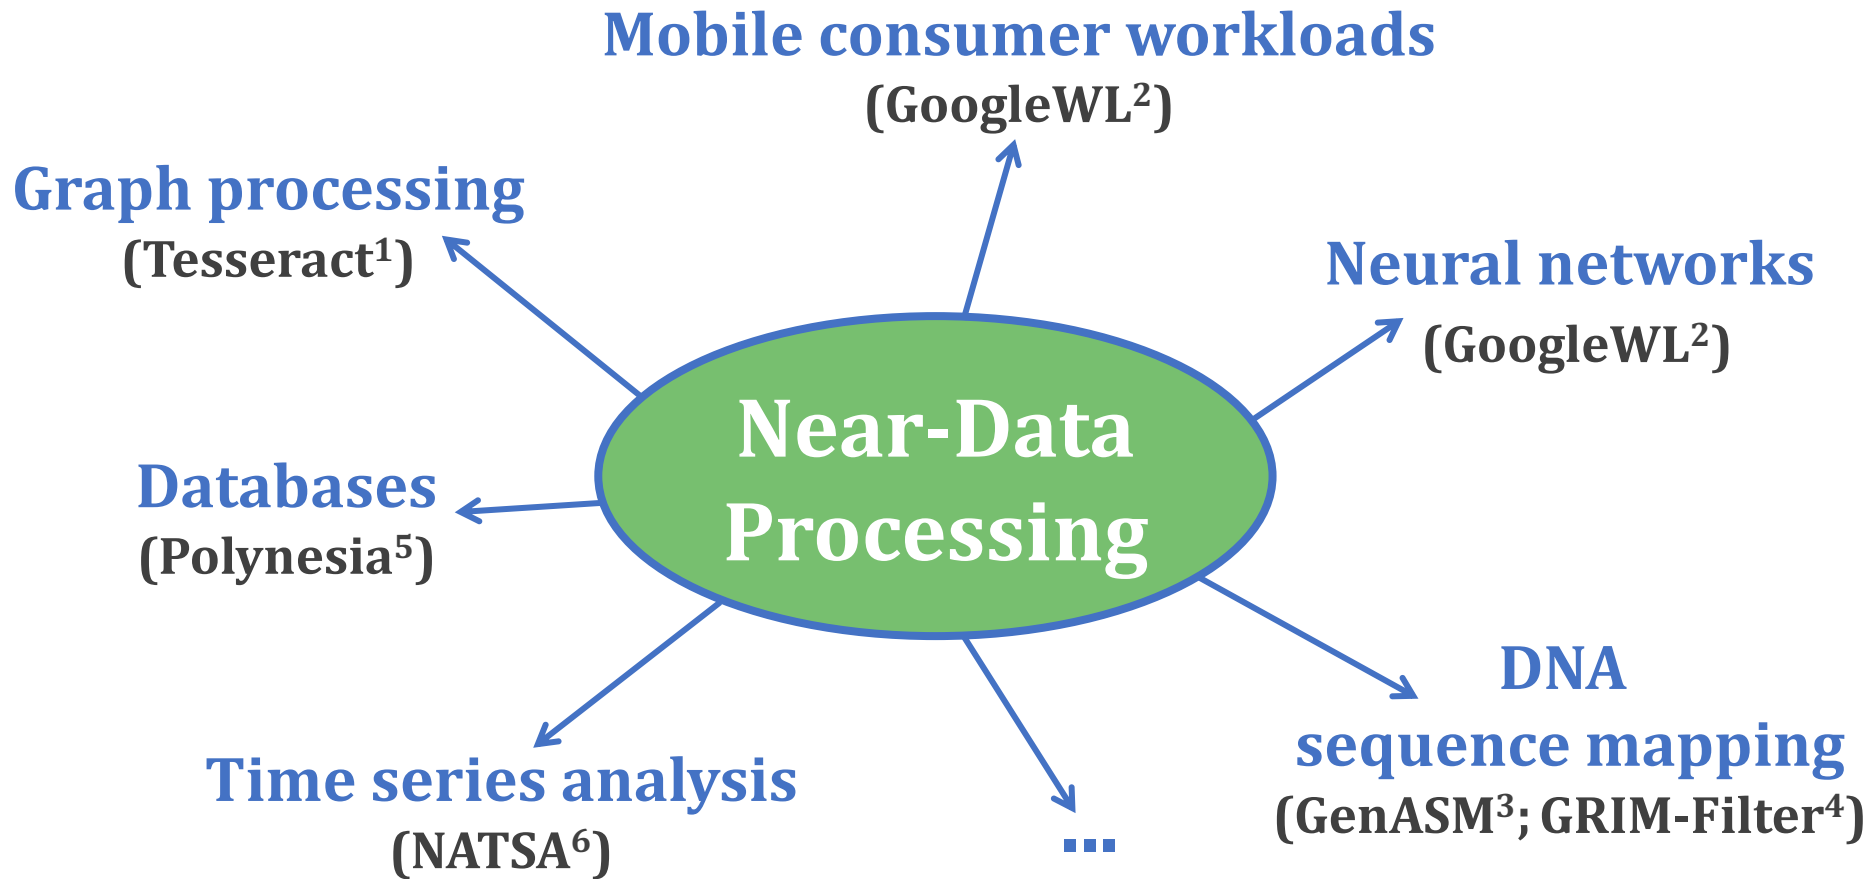 Mobile consumer workloads
(GoogleWL²)
Graph processing
(Tesseract¹)
Neural networks
(GoogleWL²)
Near-Data
Processing
Databases
(Polynesia⁵)
DNA
sequence mapping
(GenASM³; GRIM-Filter⁴)
Time series analysis
(NATSA⁶)
...